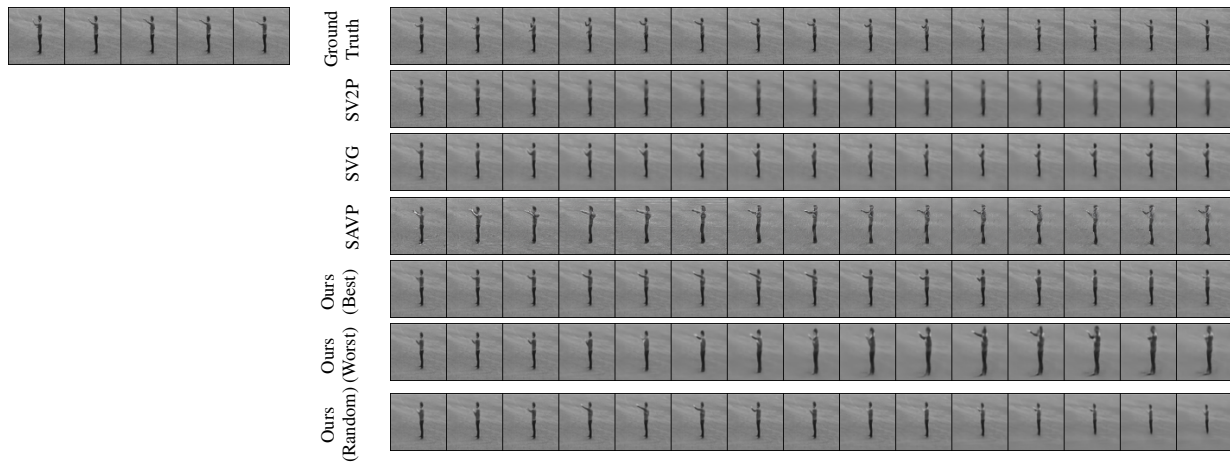 Ground
Truth
SV2P
SVG
SAVP
Ours
(Best)
Ours
(Worst)
Ours
(Random)